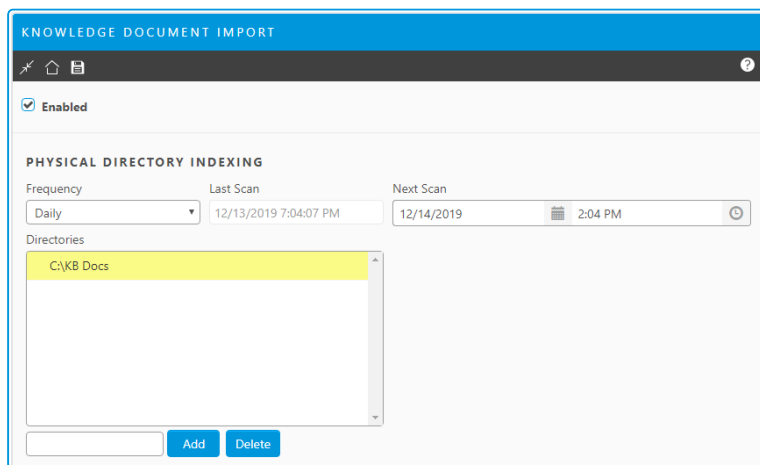 KNOWLEDGE DOCUMENT IMPORT
?
Enabled
PHYSICAL DIRECTORY INDEXING
Frequency Last Scan Next Scan
Daily 12/13/2019 7:04:07 PM 12/14/2019 2:04 PM
Directories
C:\KB Docs
Add Delete